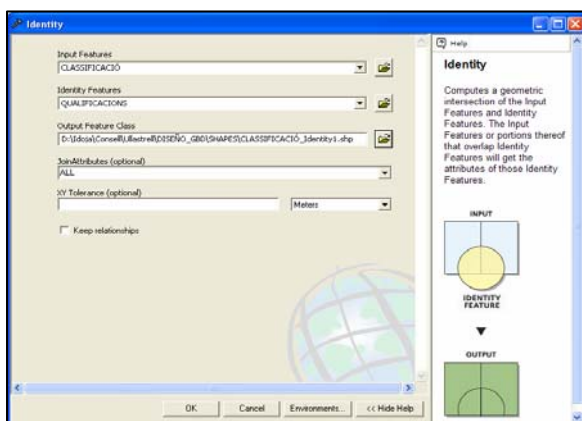 Identity
Input Features
CLASSIFICACIÓ
Identity Features
QUALIFICACIONS
Output Feature Class
D:\Idoia\Consell\Ullastrell\DISEÑO_GBD\SHAPES\CLASSIFICACIÓ_Identity1.shp
JoinAttributes (optional)
ALL
XY Tolerance (optional)
Meters
Keep relationships
OK
Cancel
Environments...
<< Hide Help
Help
Identity
Computes a geometric
intersection of the Input
Features and Identity
Features. The Input
Features or portions thereof
that overlap Identity
Features will get the
attributes of those Identity
Features.
INPUT
IDENTITY
FEATURE
OUTPUT